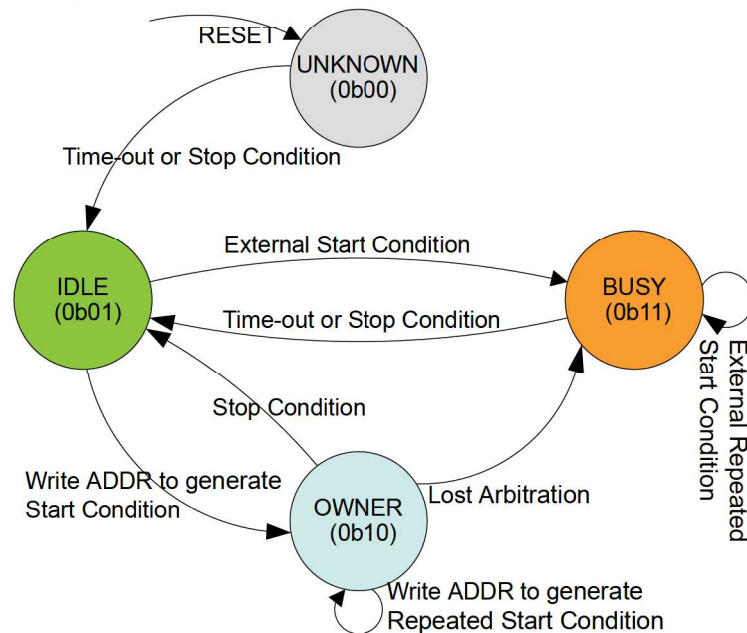 RESET
UNKNOWN
(0b00)
Time-out or Stop Condition
External Start Condition
IDLE
(0b01)
BUSY
(0b11)
Time-out or Stop Condition
External Repeated
Start Condition
Stop Condition
Write ADDR to generate
Start Condition
Lost Arbitration
OWNER
(0b10)
Write ADDR to generate
Repeated Start Condition